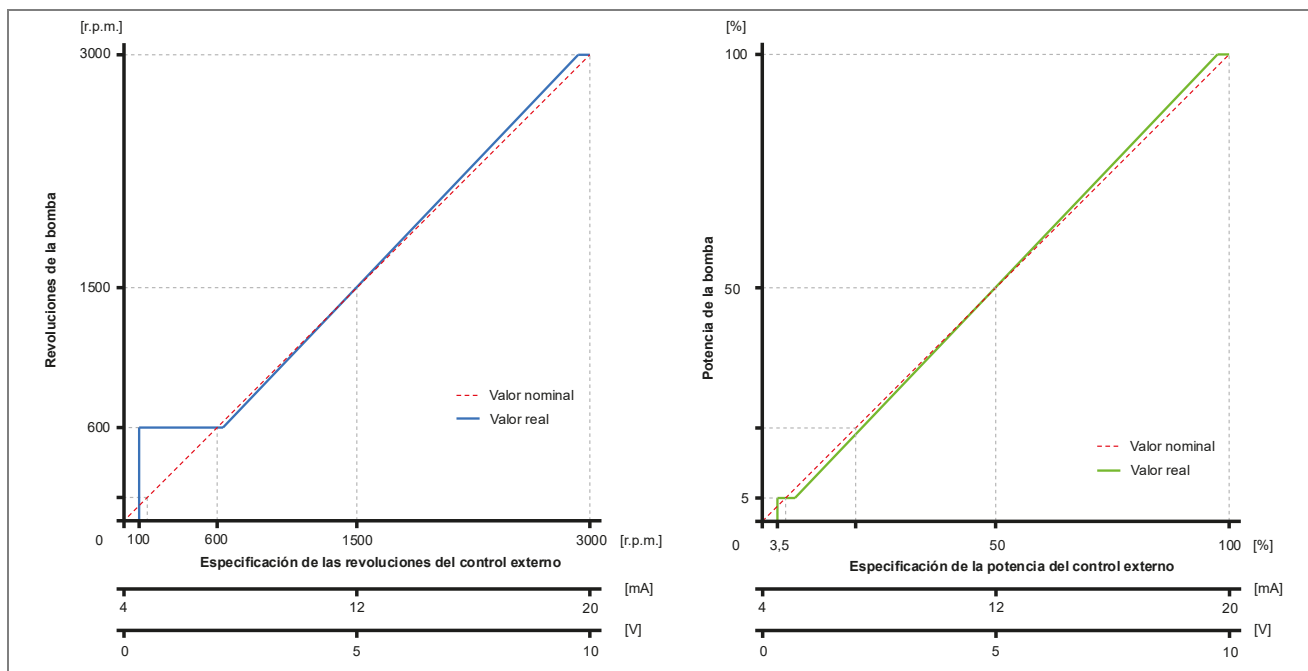 [r.p.m.]
3000
1500
600
Revoluciones de la bomba
Valor nominal
Valor real
0 100 600 1500 3000 [r.p.m.]
Especificación de las revoluciones del control externo
[mA]
4 12 20
[V]
0 5 10
[%]
100
50
5
Potencia de la bomba
Valor nominal
Valor real
0 3,5 50 100 [%]
Especificación de la potencia del control externo
[mA]
4 12 20
[V]
0 5 10